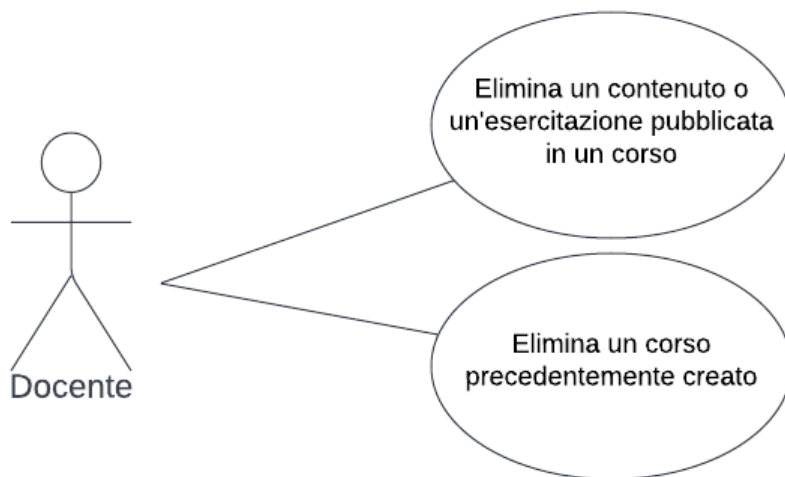 Elimina un contenuto o
un'esercitazione pubblicata
in un corso
Elimina un corso
precedentemente creato
Docente